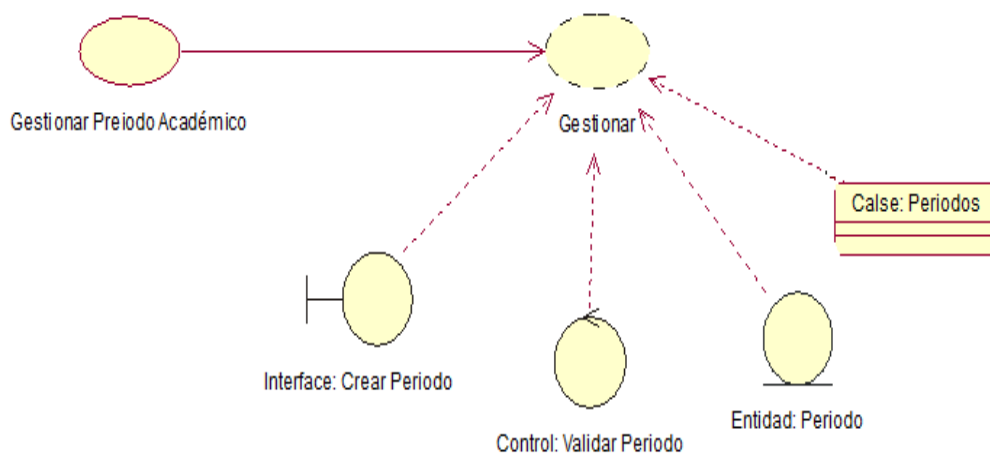 Gestionar Preiodo Académico
Gestionar
Calse: Periodos
Interface: Crear Periodo
Control: Validar Periodo
Entidad: Periodo